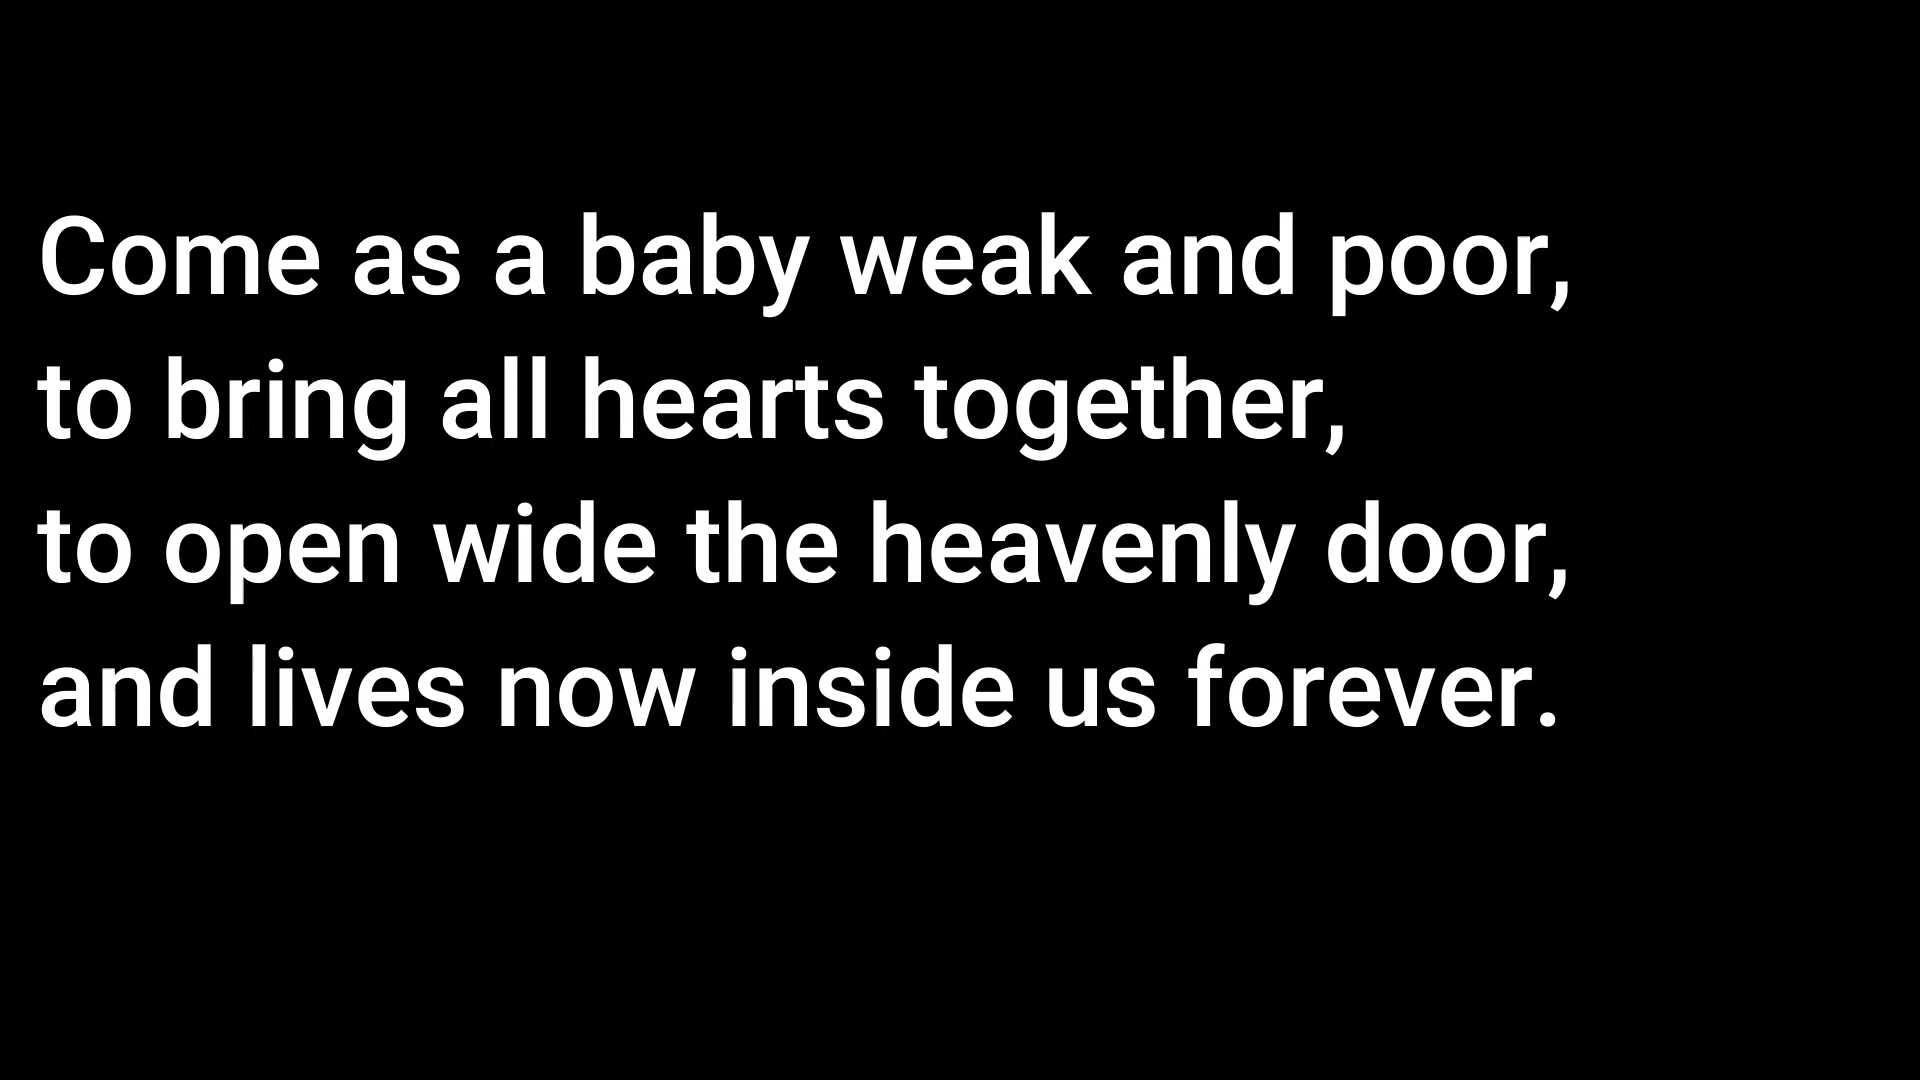 Come as a baby weak and poor,
to bring all hearts together,
to open wide the heavenly door,
and lives now inside us forever.